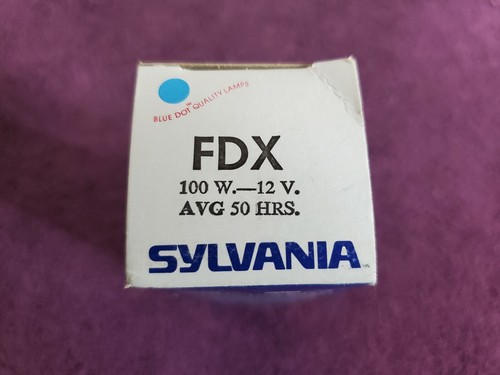 BLUE DOT™ QUALITY LAMPS
FDX
100 W.—12 V.
AVG 50 HRS.
SYLVANIA